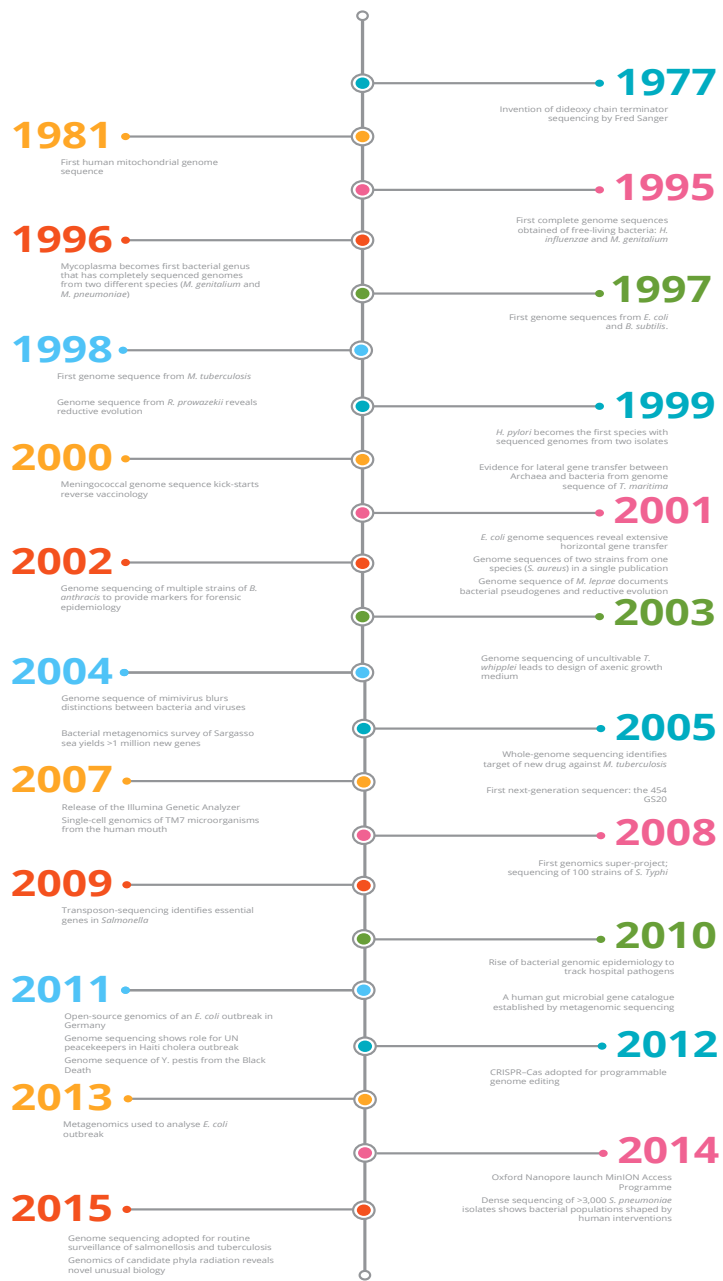 1977
Invention of dideoxy chain terminator
sequencing by Fred Sanger
1981
First human mitochondrial genome
sequence
1995
First complete genome sequences
obtained of free-living bacteria: H.
influenzae and M. genitalium
1996
Mycoplasma becomes first bacterial genus
that has completely sequenced genomes
from two different species (M. genitalium and
M. pneumoniae)
1997
First genome sequences from E. coli
and B. subtilis.
1998
First genome sequence from M. tuberculosis
Genome sequence from R. prowazekii reveals
reductive evolution
1999
H. pylori becomes the first species with
sequenced genomes from two isolates
Evidence for lateral gene transfer between
Archaea and bacteria from genome
sequence of T. maritima
2000
Meningococcal genome sequence kick-starts
reverse vaccinology
2001
E. coli genome sequences reveal extensive
horizontal gene transfer
Genome sequences of two strains from one
species (S. aureus) in a single publication
Genome sequence of M. leprae documents
bacterial pseudogenes and reductive evolution
2002
Genome sequencing of multiple strains of B.
anthracis to provide markers for forensic
epidemiology
2003
Genome sequencing of uncultivable T.
whipplei leads to design of axenic growth
medium
2004
Genome sequence of mimivirus blurs
distinctions between bacteria and viruses
Bacterial metagenomics survey of Sargasso
sea yields >1 million new genes
2005
Whole-genome sequencing identifies
target of new drug against M. tuberculosis
First next-generation sequencer: the 454
GS20
2007
Release of the Illumina Genetic Analyzer
Single-cell genomics of TM7 microorganisms
from the human mouth
2008
First genomics super-project;
sequencing of 100 strains of S. Typhi
2009
Transposon-sequencing identifies essential
genes in Salmonella
2010
Rise of bacterial genomic epidemiology to
track hospital pathogens
A human gut microbial gene catalogue
established by metagenomic sequencing
2011
Open-source genomics of an E. coli outbreak in
Germany
Genome sequencing shows role for UN
peacekeepers in Haiti cholera outbreak
Genome sequence of Y. pestis from the Black
Death
2012
CRISPR–Cas adopted for programmable
genome editing
2013
Metagenomics used to analyse E. coli
outbreak
2014
Oxford Nanopore launch MinION Access
Programme
Dense sequencing of >3,000 S. pneumoniae
isolates shows bacterial populations shaped by
human interventions
2015
Genome sequencing adopted for routine
surveillance of salmonellosis and tuberculosis
Genomics of candidate phyla radiation reveals
novel unusual biology